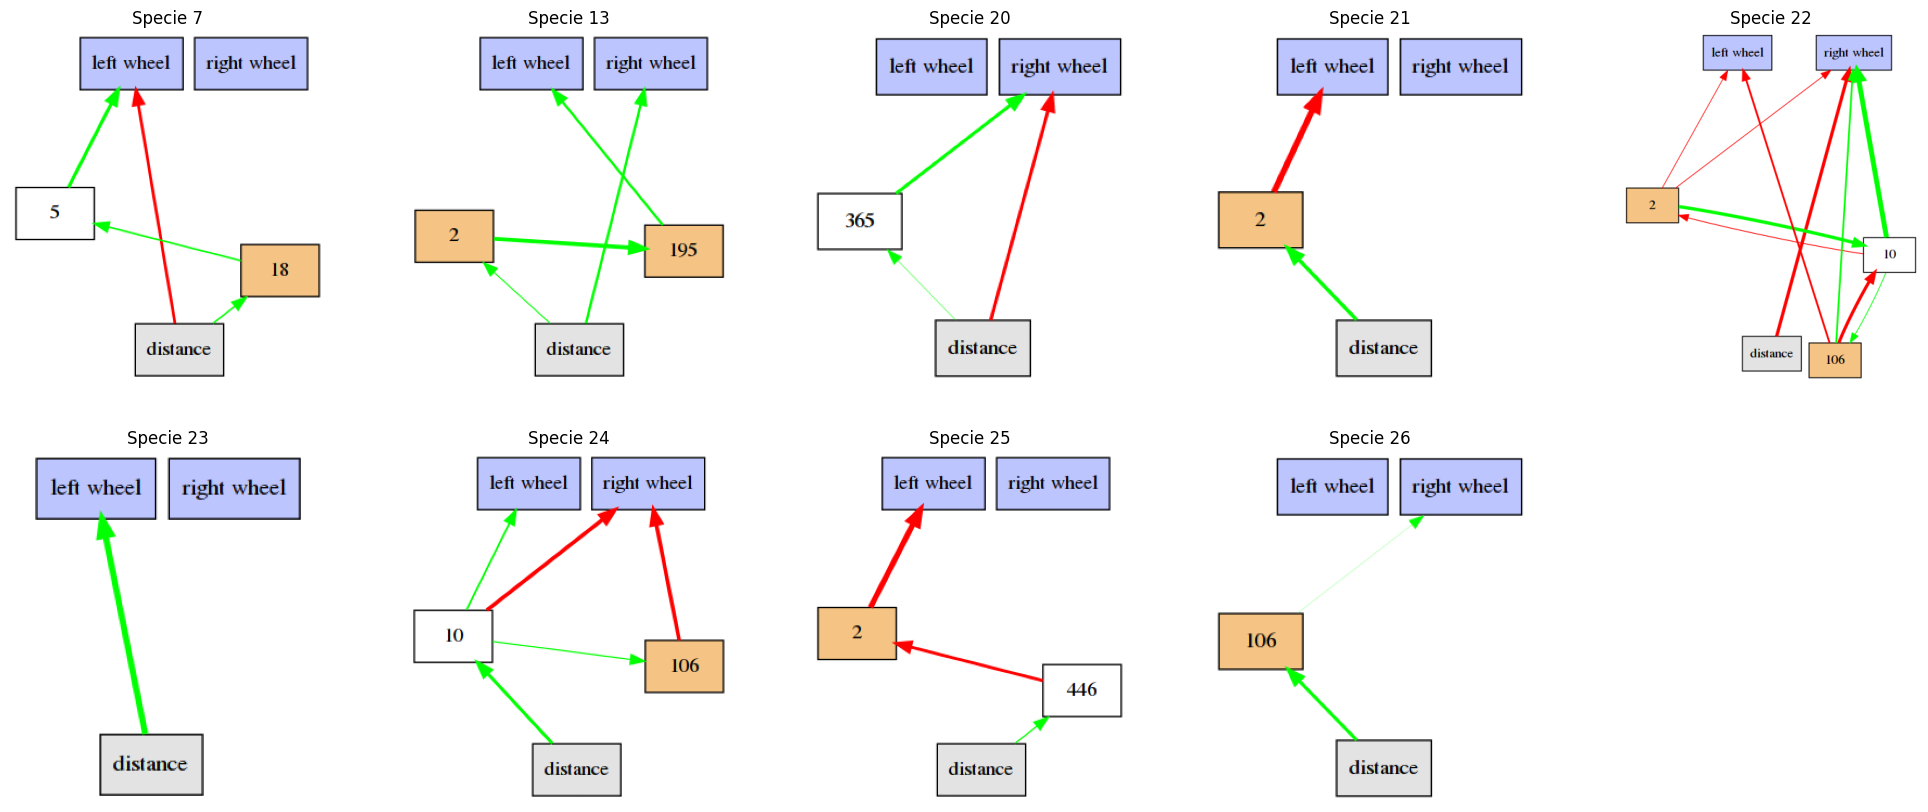 Specie 7
left wheel right wheel
5
18
distance
Specie 13
left wheel right wheel
2
195
distance
Specie 20
left wheel right wheel
365
distance
Specie 21
left wheel right wheel
2
distance
Specie 22
left wheel right wheel
2
10
distance 106
Specie 23
left wheel right wheel
distance
Specie 24
left wheel right wheel
10
106
distance
Specie 25
left wheel right wheel
2
446
distance
Specie 26
left wheel right wheel
106
distance